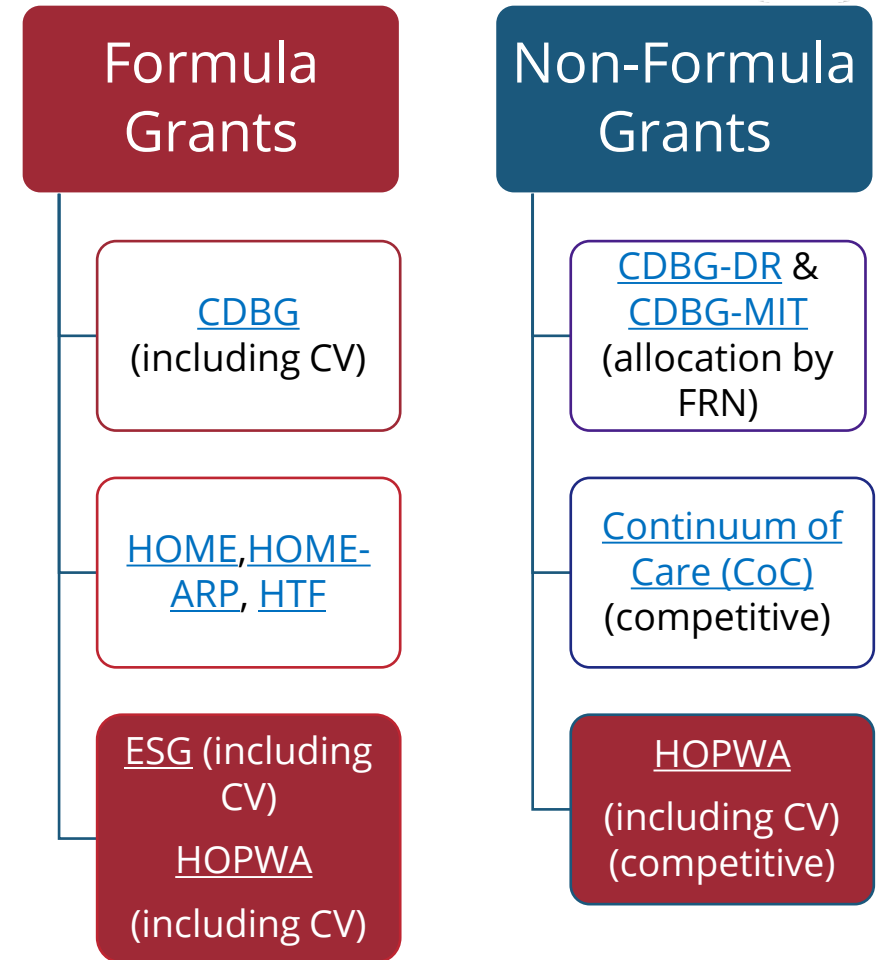 Formula
Grants
CDBG
(including CV)
HOME,HOME-
ARP, HTF
ESG (including
CV)
HOPWA
(including CV)
Non-Formula
Grants
CDBG-DR &
CDBG-MIT
(allocation by
FRN)
Continuum of
Care (CoC)
(competitive)
HOPWA
(including CV)
(competitive)